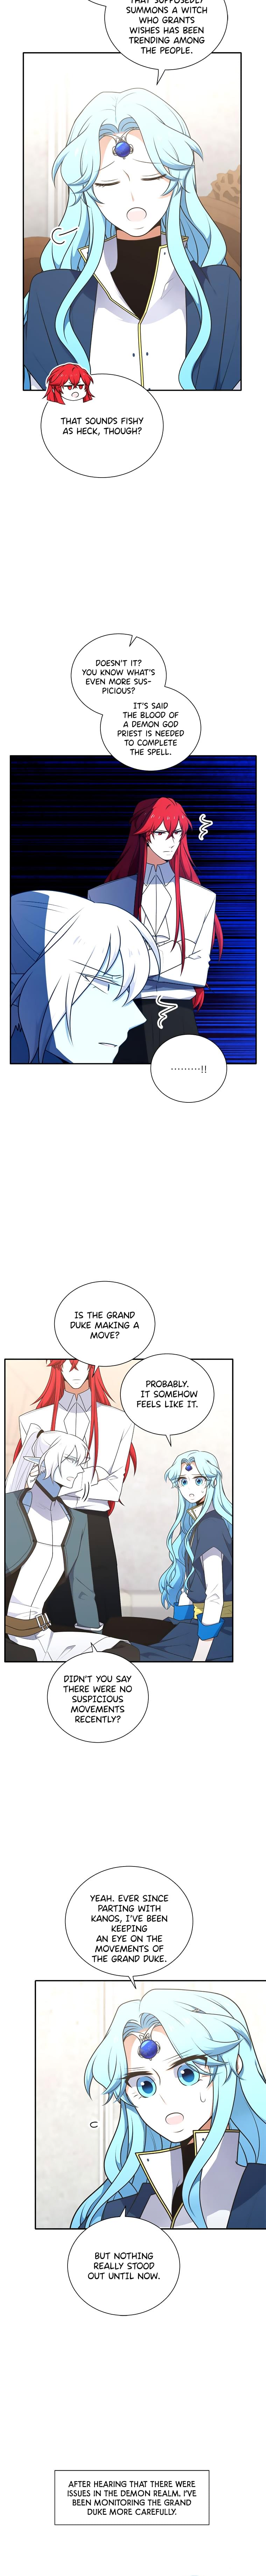 THAT SUPPOSEDLY
SUMMONS A WITCH
WHO GRANTS
WISHES HAS BEEN
TRENDING AMONG
THE PEOPLE.
THAT SOUNDS FISHY
AS HECK, THOUGH?
DOESN'T IT?
YOU KNOW WHAT'S
EVEN MORE SUS-
PICIOUS?
IT'S SAID
THE BLOOD OF
A DEMON GOD
PRIEST IS NEEDED
TO COMPLETE
THE SPELL.
.........!!
IS THE GRAND
DUKE MAKING A
MOVE?
PROBABLY.
IT SOMEHOW
FEELS LIKE IT.
DIDN'T YOU SAY
THERE WERE NO
SUSPICIOUS
MOVEMENTS
RECENTLY?
YEAH. EVER SINCE
PARTING WITH
KANOS, I'VE BEEN
KEEPING
AN EYE ON THE
MOVEMENTS OF
THE GRAND DUKE.
BUT NOTHING
REALLY STOOD
OUT UNTIL NOW.
AFTER HEARING THAT THERE WERE
ISSUES IN THE DEMON REALM, I'VE
BEEN MONITORING THE GRAND
DUKE MORE CAREFULLY.